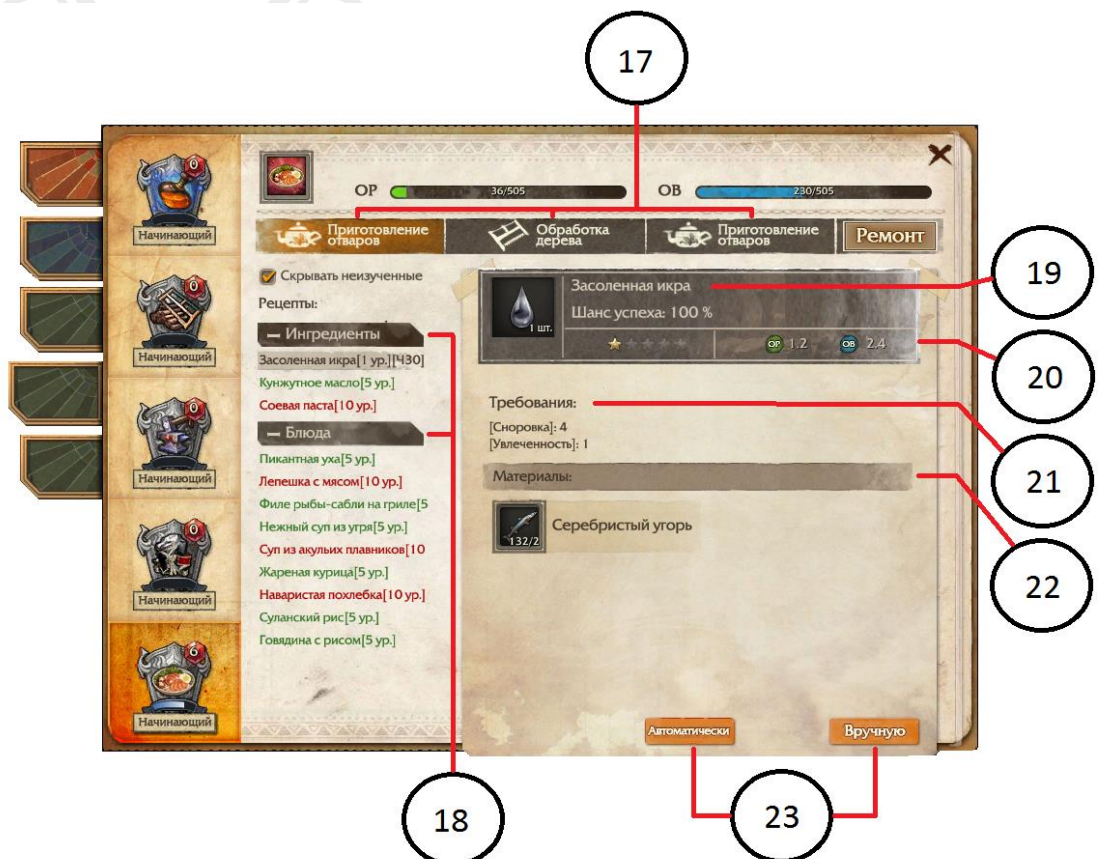 17
ОР 36/505 ОВ 230/505
Приготовление отваров
Обработка дерева
Приготовление отваров
Ремонт
0
Начинающий
0
Начинающий
0
Начинающий
0
Начинающий
6
Начинающий
Скрывать неизученные
Рецепты:
— Ингредиенты
Засоленная икра[1 ур.][Ч30]
Кунжутное масло[5 ур.]
Соевая паста[10 ур.]
— Блюда
Пикантная уха[5 ур.]
Лепешка с мясом[10 ур.]
Филе рыбы-сабли на гриле[5
Нежный суп из угря[5 ур.]
Суп из акульих плавников[10
Жареная курица[5 ур.]
Наваристая похлебка[10 ур.]
Суланский рис[5 ур.]
Говядина с рисом[5 ур.]
1 шт.
Засоленная икра
Шанс успеха: 100 %
ОР 1.2 ОВ 2.4
Требования:
[Сноровка]: 4
[Увлеченность]: 1
Материалы:
132/2
Серебристый угорь
Автоматически
Вручную
19
20
21
22
18
23